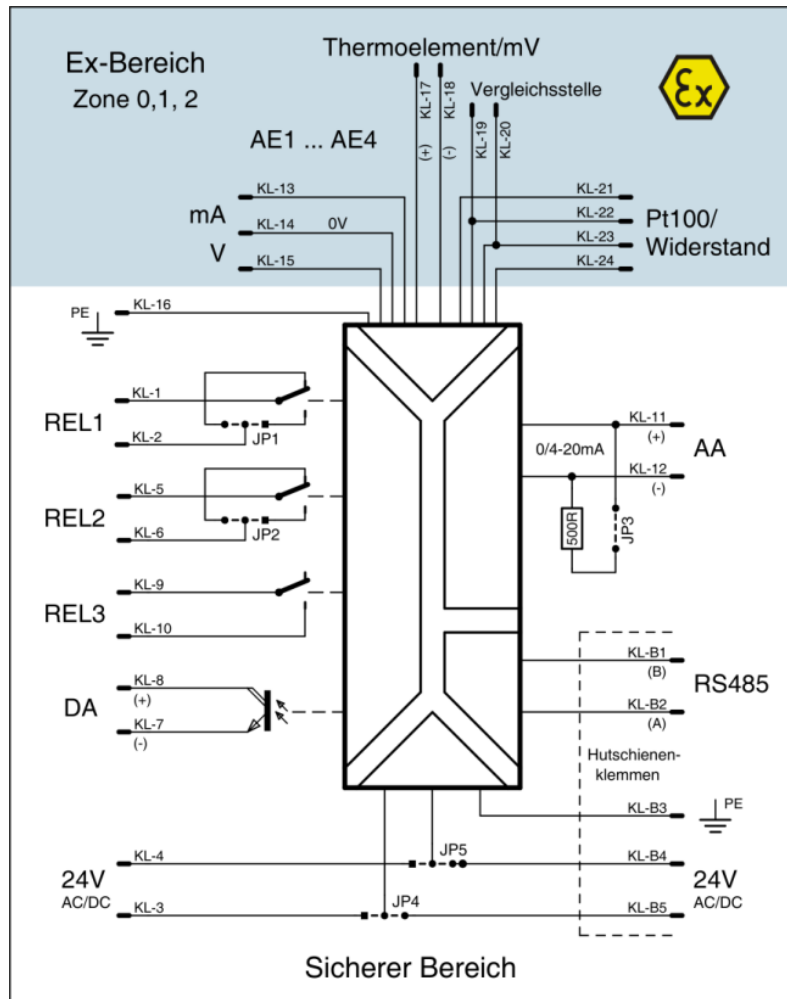 Thermoelement/mV
Ex-Bereich
Zone 0,1, 2
Vergleichsstelle
Ex
KL-17
KL-18
KL-19
KL-20
(+)
(-)
AE1 ... AE4
KL-13
mA
KL-14
0V
V
KL-15
KL-21
KL-22
Pt100/
KL-23
Widerstand
KL-24
PE
KL-16
KL-1
REL1
KL-2
JP1
KL-5
REL2
KL-6
JP2
KL-9
REL3
KL-10
KL-8
(+)
DA
KL-7
(-)
KL-11
(+)
AA
0/4-20mA
KL-12
(-)
500R
JP3
KL-B1
(B)
RS485
KL-B2
(A)
Hutschienen-
klemmen
KL-B3
PE
KL-4
JP5
KL-B4
24V
AC/DC
24V
AC/DC
KL-3
JP4
KL-B5
Sicherer Bereich